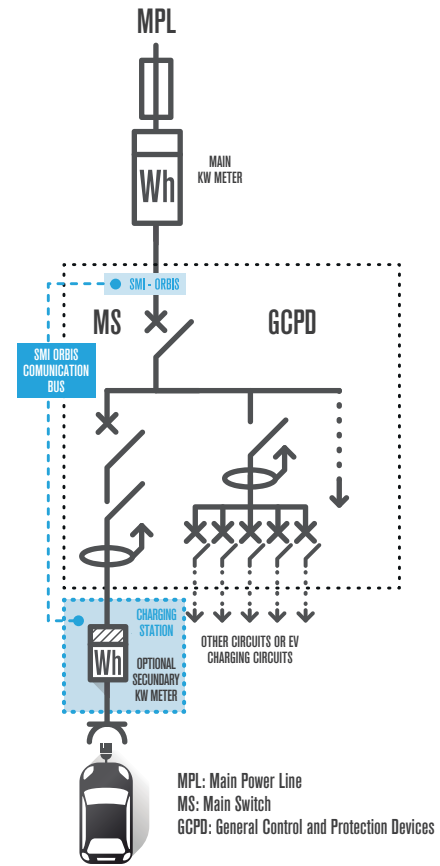 MPL
Wh
MAIN
KW METER
SMI - ORBIS
MS
GCPD
SMI ORBIS
COMUNICATION
BUS
CHARGING
STATION
Wh
OPTIONAL
SECUNDARY
KW METER
OTHER CIRCUITS OR EV
CHARGING CIRCUITS
MPL: Main Power Line
MS: Main Switch
GCPD: General Control and Protection Devices